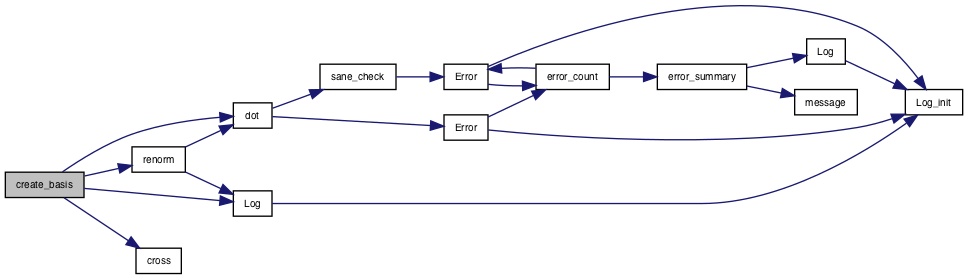 create_basis
renorm
cross
dot
Log
sane_check
Error
Error
error_count
error_summary
Log
message
Log_init